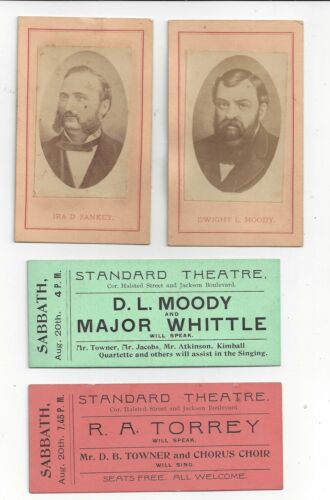 IRA D SANKEY.
DWIGHT L. MOODY.
SABBATH,
Aug. 20th. 4 P.M.
STANDARD THEATRE,
Cor. Halsted Street and Jackson Boulevard.
D. L. MOODY
AND
MAJOR WHITTLE
WILL SPEAK.
Mr. Towner, Mr. Jacobs, Mr. Atkinson, Kimball
Quartette and others will assist in the Singing.
SABBATH,
Aug. 20th. 7.45 P.M.
STANDARD THEATRE,
Cor. Halsted Street and Jackson Boulevard.
R. A. TORREY
WILL SPEAK.
Mr. D. B. TOWNER and CHORUS CHOIR
WILL SING.
SEATS FREE. ALL WELCOME.